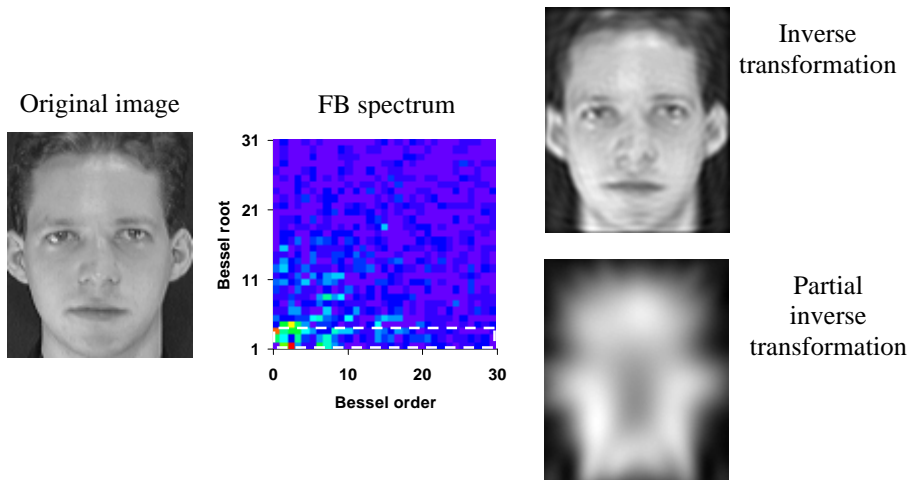 Original image
FB spectrum
31
21
11
1
Bessel root
0 10 20 30
Bessel order
Inverse
transformation
Partial
inverse
transformation